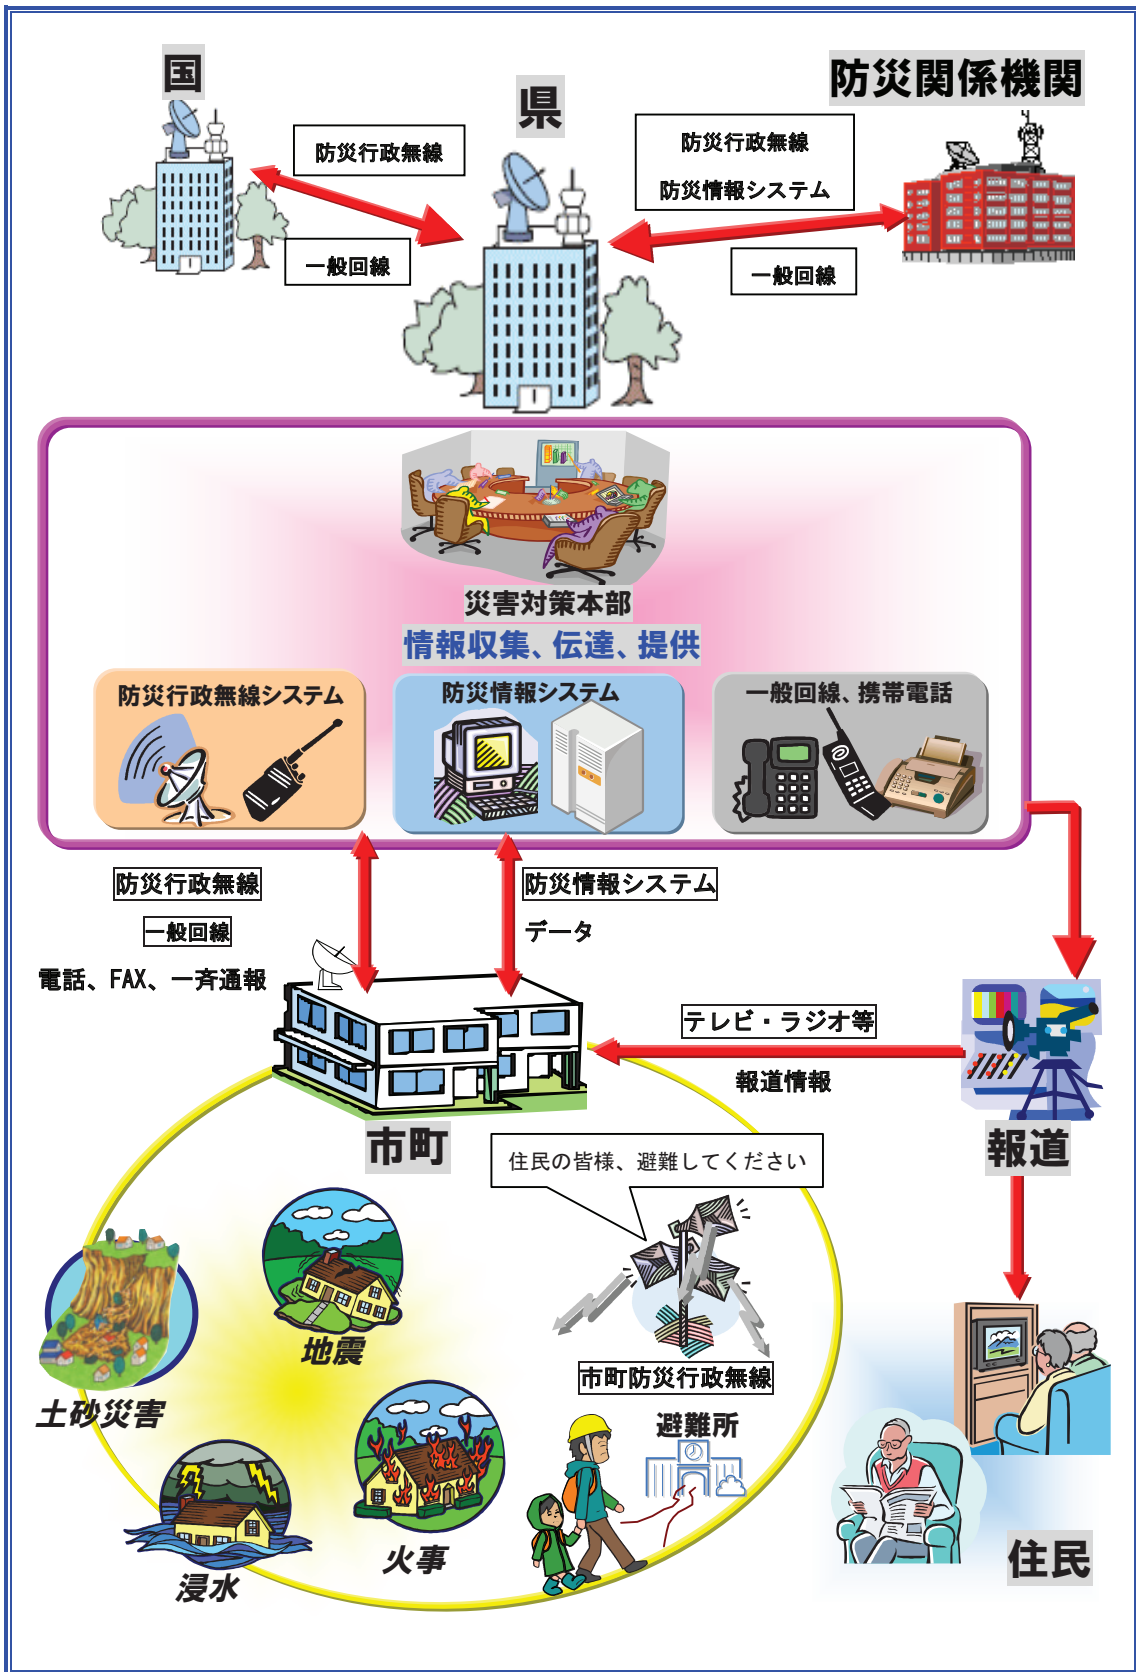 国
県
防災関係機関
防災行政無線
一般回線
防災行政無線
防災情報システム
一般回線
災害対策本部
情報収集、伝達、提供
防災行政無線システム
防災情報システム
一般回線、携帯電話
防災行政無線
一般回線
電話、FAX、一斉通報
防災情報システム
データ
テレビ・ラジオ等
報道情報
市町
報道
住民の皆様、避難してください
地震
土砂災害
市町防災行政無線
避難所
火事
浸水
住民